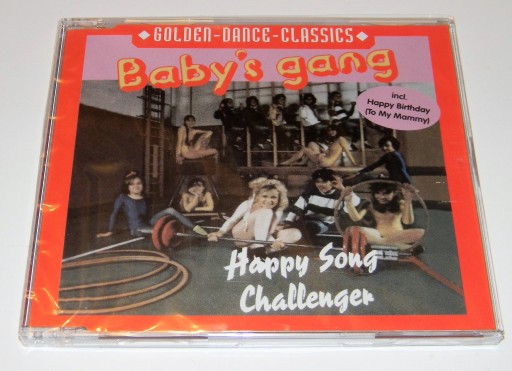 GOLDEN-DANCE-CLASSICS
Baby's gang
incl.
Happy Birthday
(To My Mammy)
Happy Song
Challenger